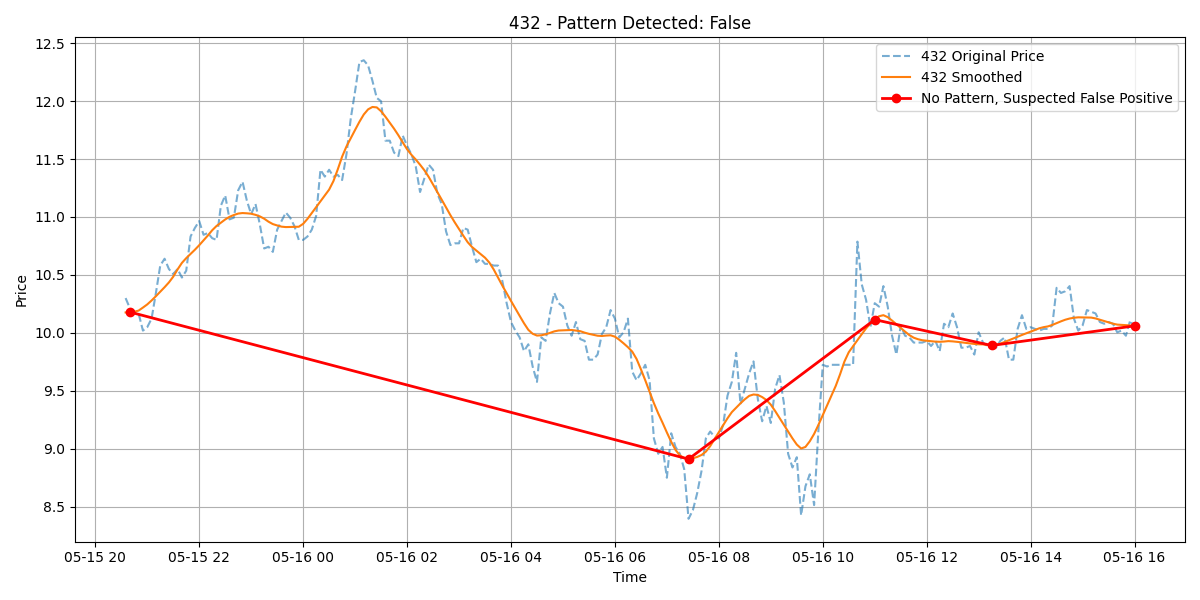 432 - Pattern Detected: False
432 Original Price
432 Smoothed
No Pattern, Suspected False Positive
Price
12.5
12.0
11.5
11.0
10.5
10.0
9.5
9.0
8.5
05-15 20 05-15 22 05-16 00 05-16 02 05-16 04 05-16 06 05-16 08 05-16 10 05-16 12 05-16 14 05-16 16
Time